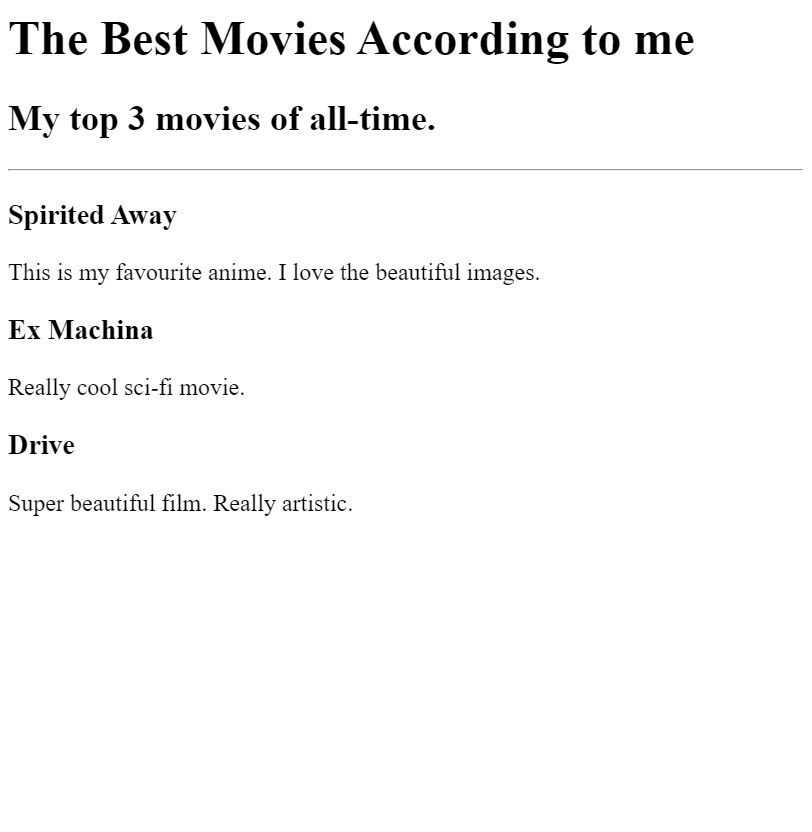 The Best Movies According to me
My top 3 movies of all-time.
Spirited Away
This is my favourite anime. I love the beautiful images.
Ex Machina
Really cool sci-fi movie.
Drive
Super beautiful film. Really artistic.